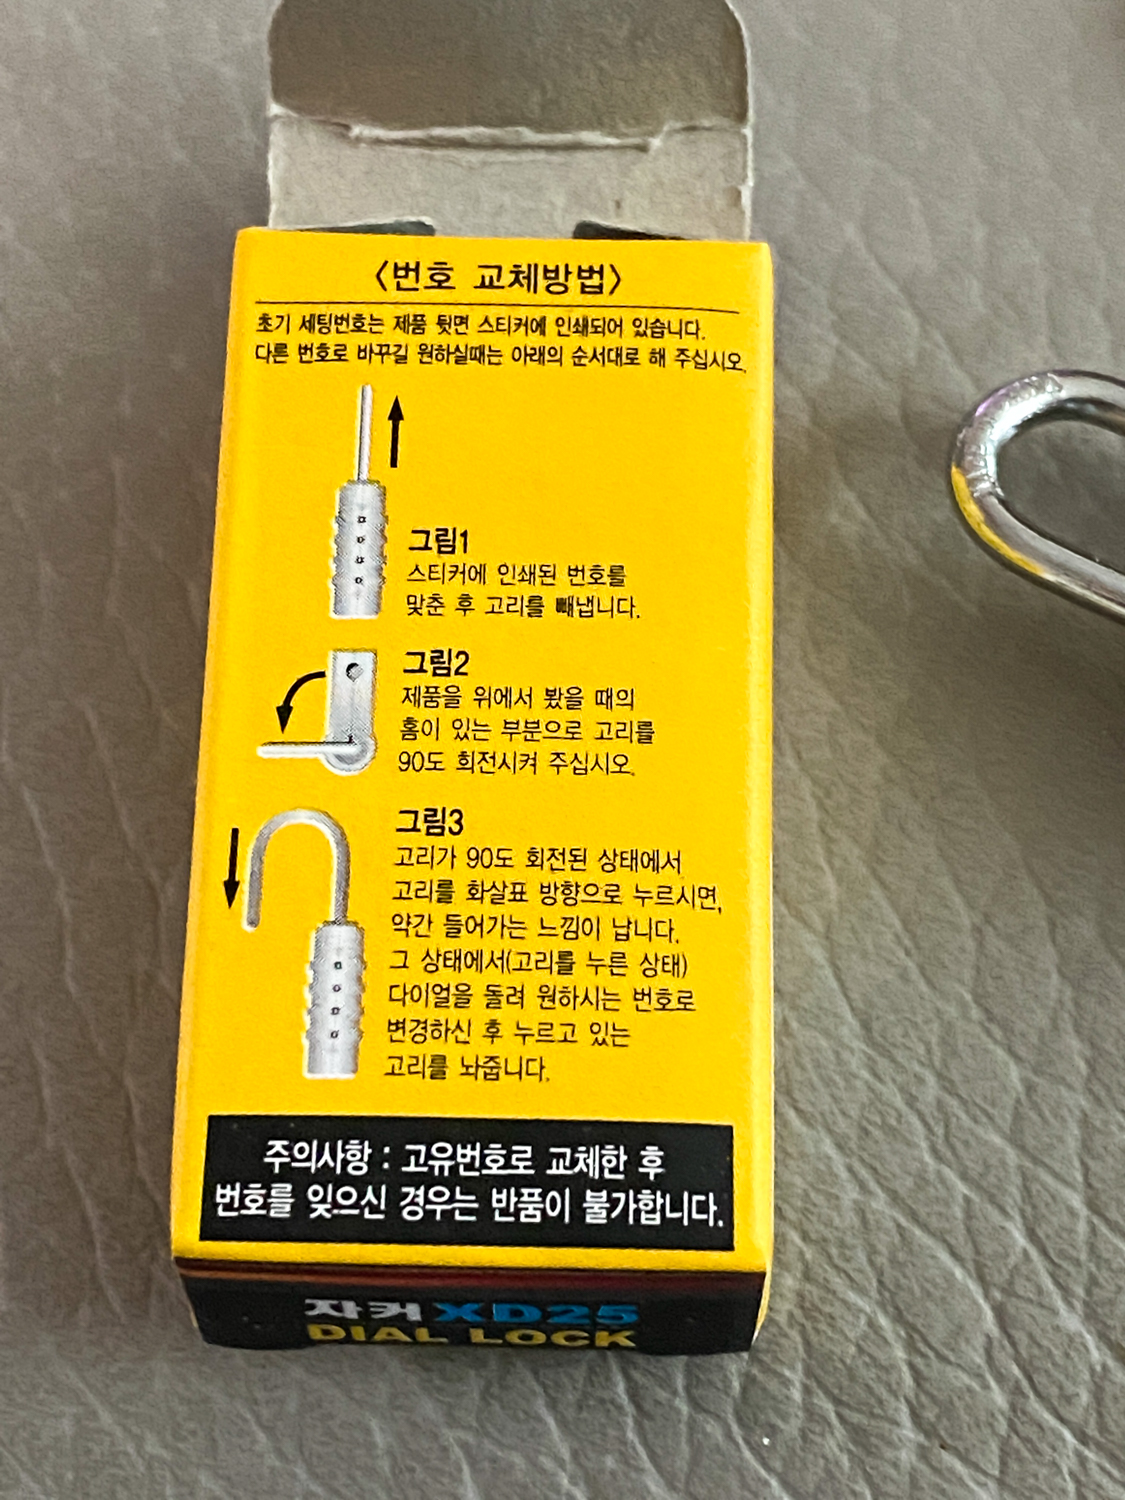 <번호 교체방법>
초기 세팅번호는 제품 뒷면 스티커에 인쇄되어 있습니다.
다른 번호로 바꾸길 원하실때는 아래의 순서대로 해 주십시오.
그림1
스티커에 인쇄된 번호를
맞춘 후 고리를 빼냅니다.
그림2
제품을 위에서 봤을 때의
홈이 있는 부분으로 고리를
90도 회전시켜 주십시오.
그림3
고리가 90도 회전된 상태에서
고리를 화살표 방향으로 누르시면,
약간 들어가는 느낌이 납니다.
그 상태에서(고리를 누른 상태)
다이얼을 돌려 원하시는 번호로
변경하신 후 누르고 있는
고리를 놔줍니다.
주의사항 : 고유번호로 교체한 후
번호를 잊으신 경우는 반품이 불가합니다.
자커 XD25
DIAL LOCK